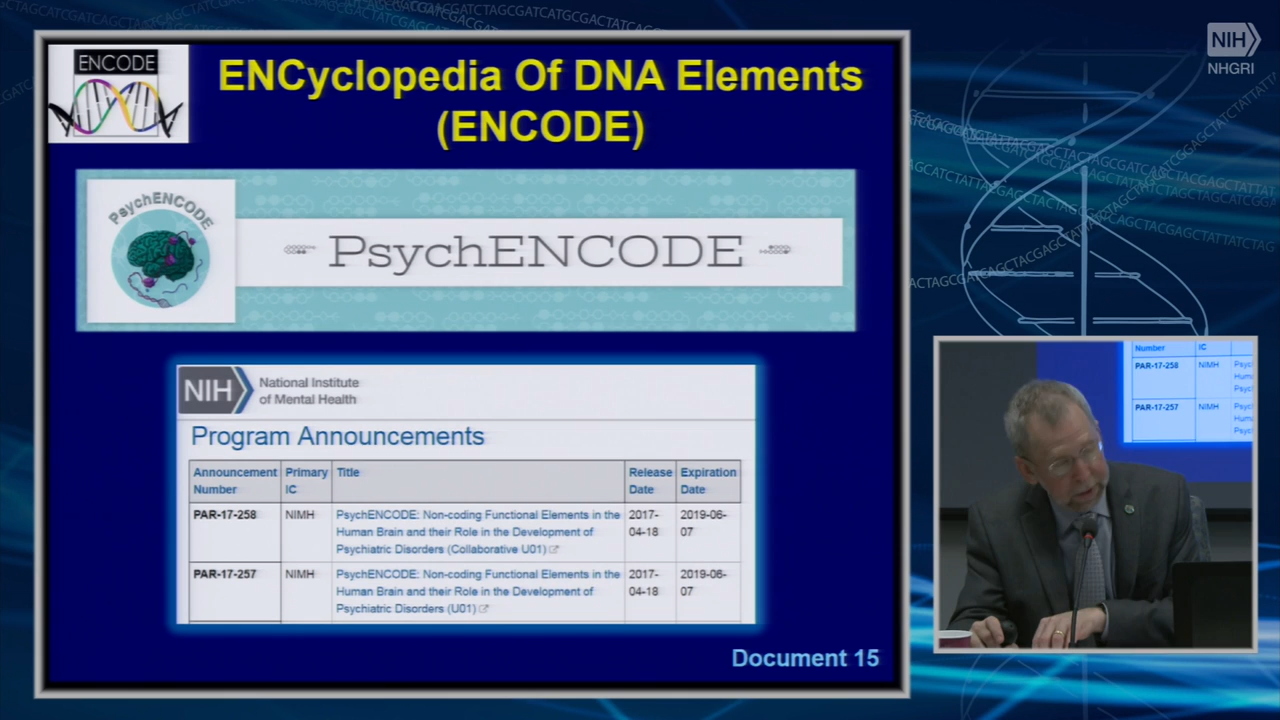 ENCODE
ENCyclopedia Of DNA Elements
(ENCODE)
PsychENCODE
PsychENCODE
NIH National Institute
of Mental Health
Program Announcements
Announcement Number Primary IC Title Release Date Expiration Date
PAR-17-258 NIMH PsychENCODE: Non-coding Functional Elements in the 2017- 2019-06-
Human Brain and their Role in the Development of 04-18 07
Psychiatric Disorders (Collaborative U01)
PAR-17-257 NIMH PsychENCODE: Non-coding Functional Elements in the 2017- 2019-06-
Human Brain and their Role in the Development of 04-18 07
Psychiatric Disorders (U01)
Document 15
NIH
NHGRI
Number IC
PAR-17-258 NIMH
PAR-17-257 NIMH